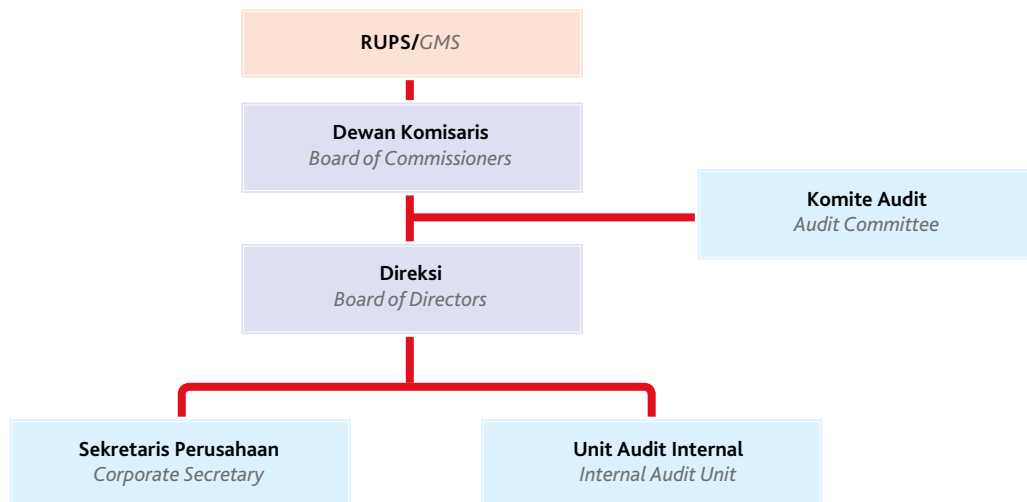 RUPS/GMS
Dewan Komisaris
Board of Commissioners
Komite Audit
Audit Committee
Direksi
Board of Directors
Sekretaris Perusahaan
Corporate Secretary
Unit Audit Internal
Internal Audit Unit